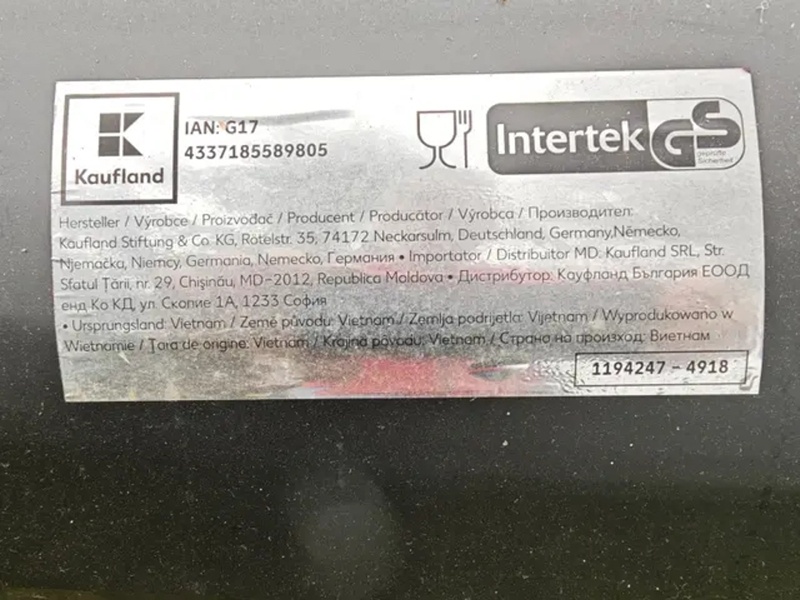 Kaufland
IAN: G17
4337185589805
Intertek GS
geprüfte
Sicherheit
Hersteller / Výrobce / Proizvođač / Producent / Producător / Výrobca / Производител:
Kaufland Stiftung & Co. KG, Rötelstr. 35, 74172 Neckarsulm, Deutschland, Germany,Německo,
Njemačka, Niemcy, Germania, Nemecko, Германия • Importator / Distribuitor MD: Kaufland SRL, Str.
Sfatul Țării, nr. 29, Chișinău, MD-2012, Republica Moldova • Дистрибутор: Кауфланд България ЕООД
енд Ко КД, ул. Скопие 1А, 1233 София
• Ursprungsland: Vietnam / Země původu: Vietnam / Zemlja podrijetla: Vijetnam / Wyprodukowano w
Wietnamie / Țara de origine: Vietnam / Krajina pôvodu: Vietnam / Страна на произход: Виетнам
1194247 - 4918